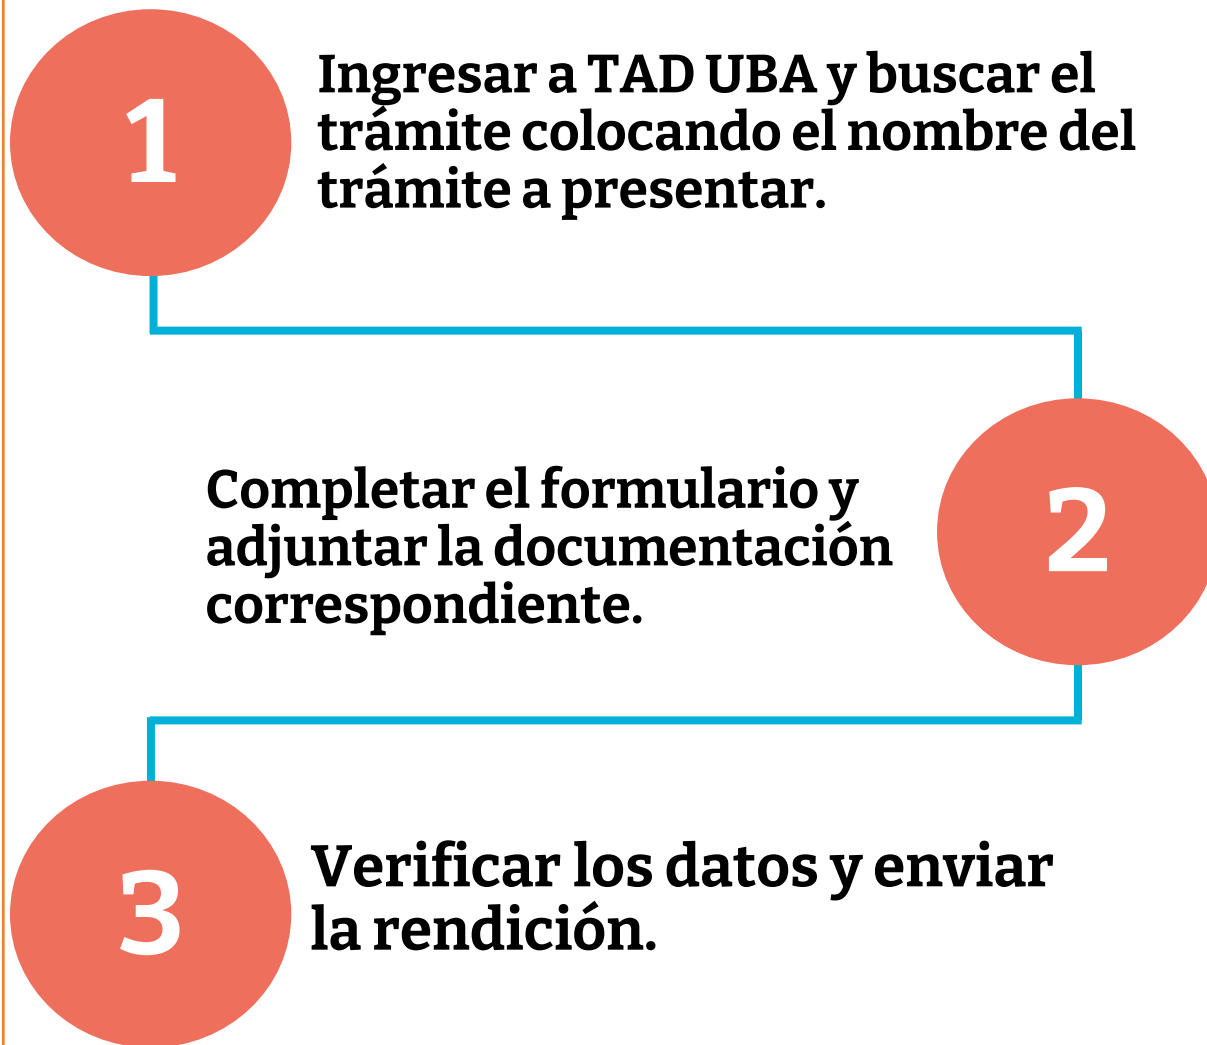 1
Ingresar a TAD UBA y buscar el
trámite colocando el nombre del
trámite a presentar.
2
Completar el formulario y
adjuntar la documentación
correspondiente.
3
Verificar los datos y enviar
la rendición.